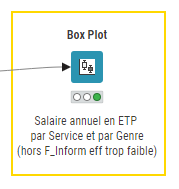 Box Plot
Salaire annuel en ETP
par Service et par Genre
(hors F_Inform eff trop faible)